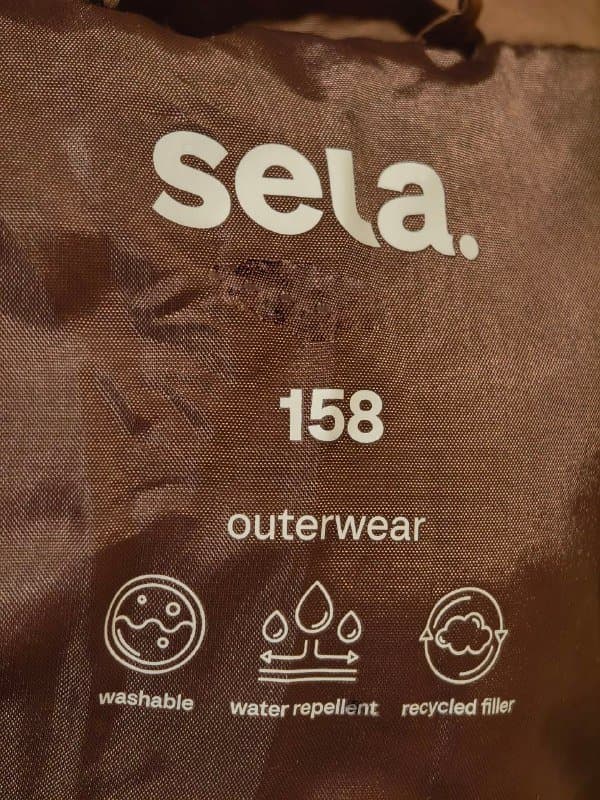 sela.
158
outerwear
washable
water repellent
recycled filler